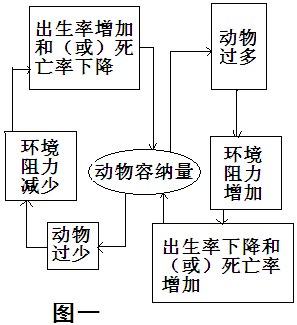 出生率增加
和（或）死
亡率下降
动物
过多
环境
阻力
减少
动物容纳量
环境
阻力
增加
动物
过少
出生率下降和
（或）死亡率
增加
图一